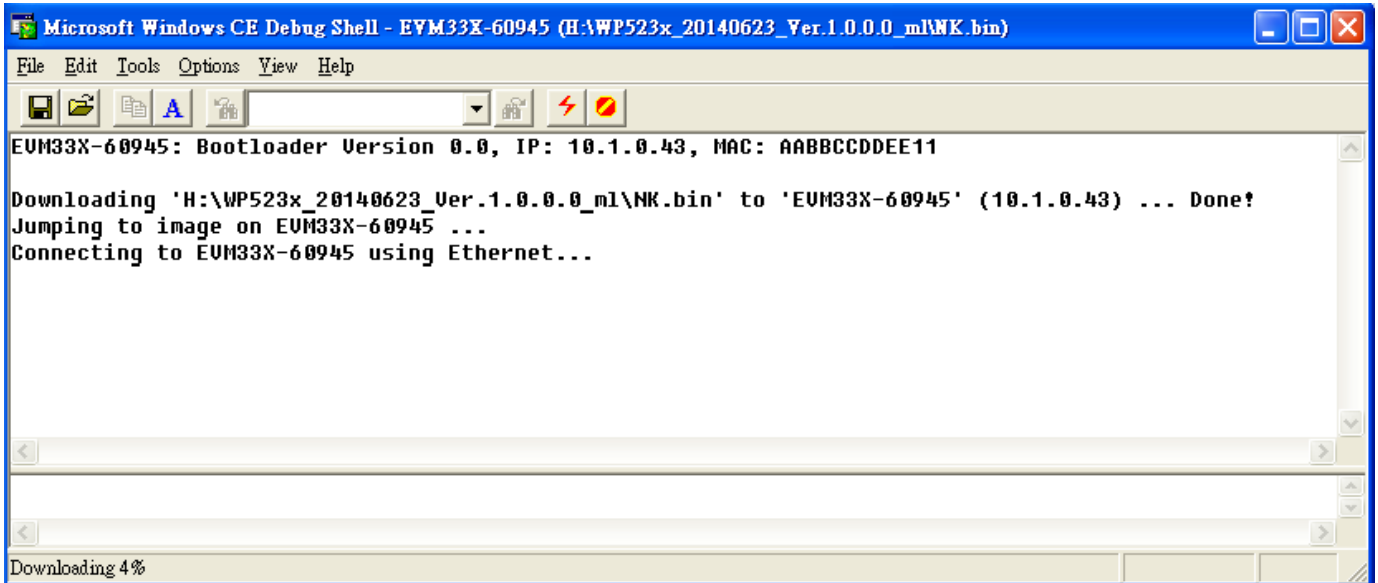 Microsoft Windows CE Debug Shell - EVM33X-60945 (H:\WP523x_20140623_Ver.1.0.0.0_ml\NK.bin)
File Edit Tools Options View Help
A
EVM33X-60945: Bootloader Version 0.0, IP: 10.1.0.43, MAC: AABBCCDDEE11
Downloading 'H:\WP523x_20140623_Ver.1.0.0.0_ml\NK.bin' to 'EVM33X-60945' (10.1.0.43) ... Done!
Jumping to image on EVM33X-60945 ...
Connecting to EVM33X-60945 using Ethernet...
Downloading 4%